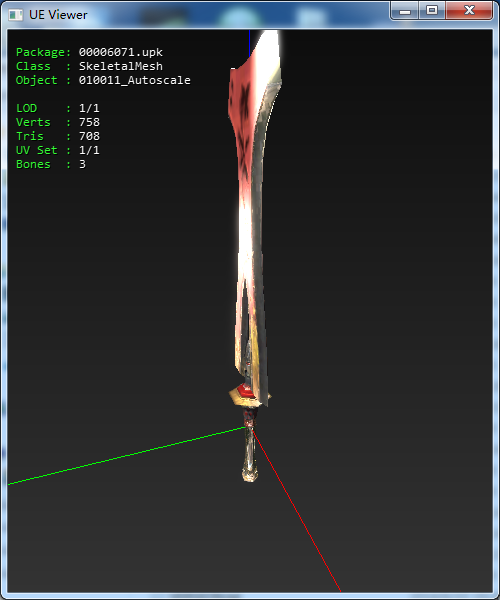 UE Viewer
Package: 00006071.upk
Class : SkeletalMesh
Object : 010011_Autoscale
LOD : 1/1
Verts : 758
Tris : 708
UV Set : 1/1
Bones : 3